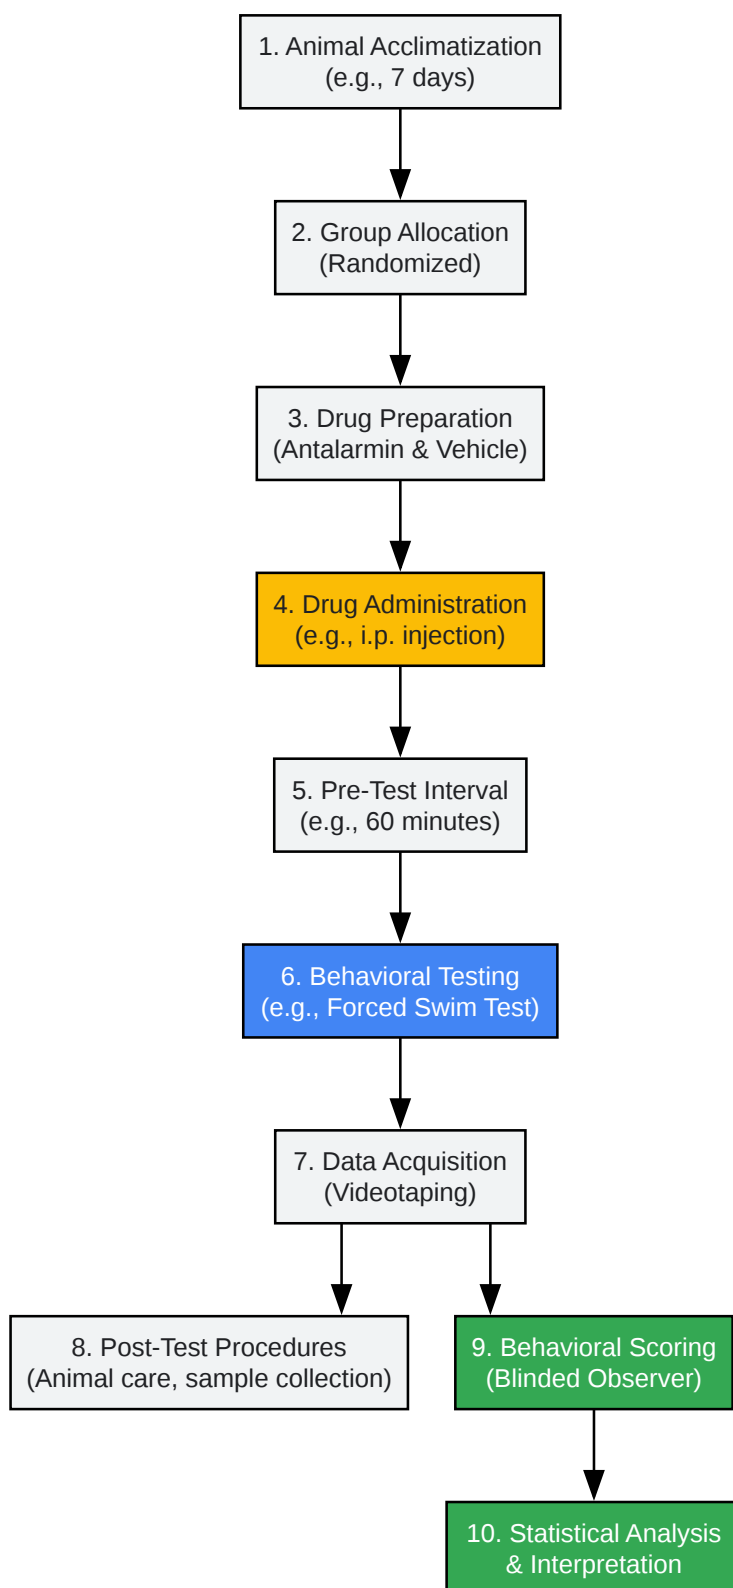 1. Animal Acclimatization
(e.g., 7 days)
2. Group Allocation
(Randomized)
3. Drug Preparation
(Antalarmin & Vehicle)
4. Drug Administration
(e.g., i.p. injection)
5. Pre-Test Interval
(e.g., 60 minutes)
6. Behavioral Testing
(e.g., Forced Swim Test)
7. Data Acquisition
(Videotaping)
8. Post-Test Procedures
(Animal care, sample collection)
9. Behavioral Scoring
(Blinded Observer)
10. Statistical Analysis
& Interpretation